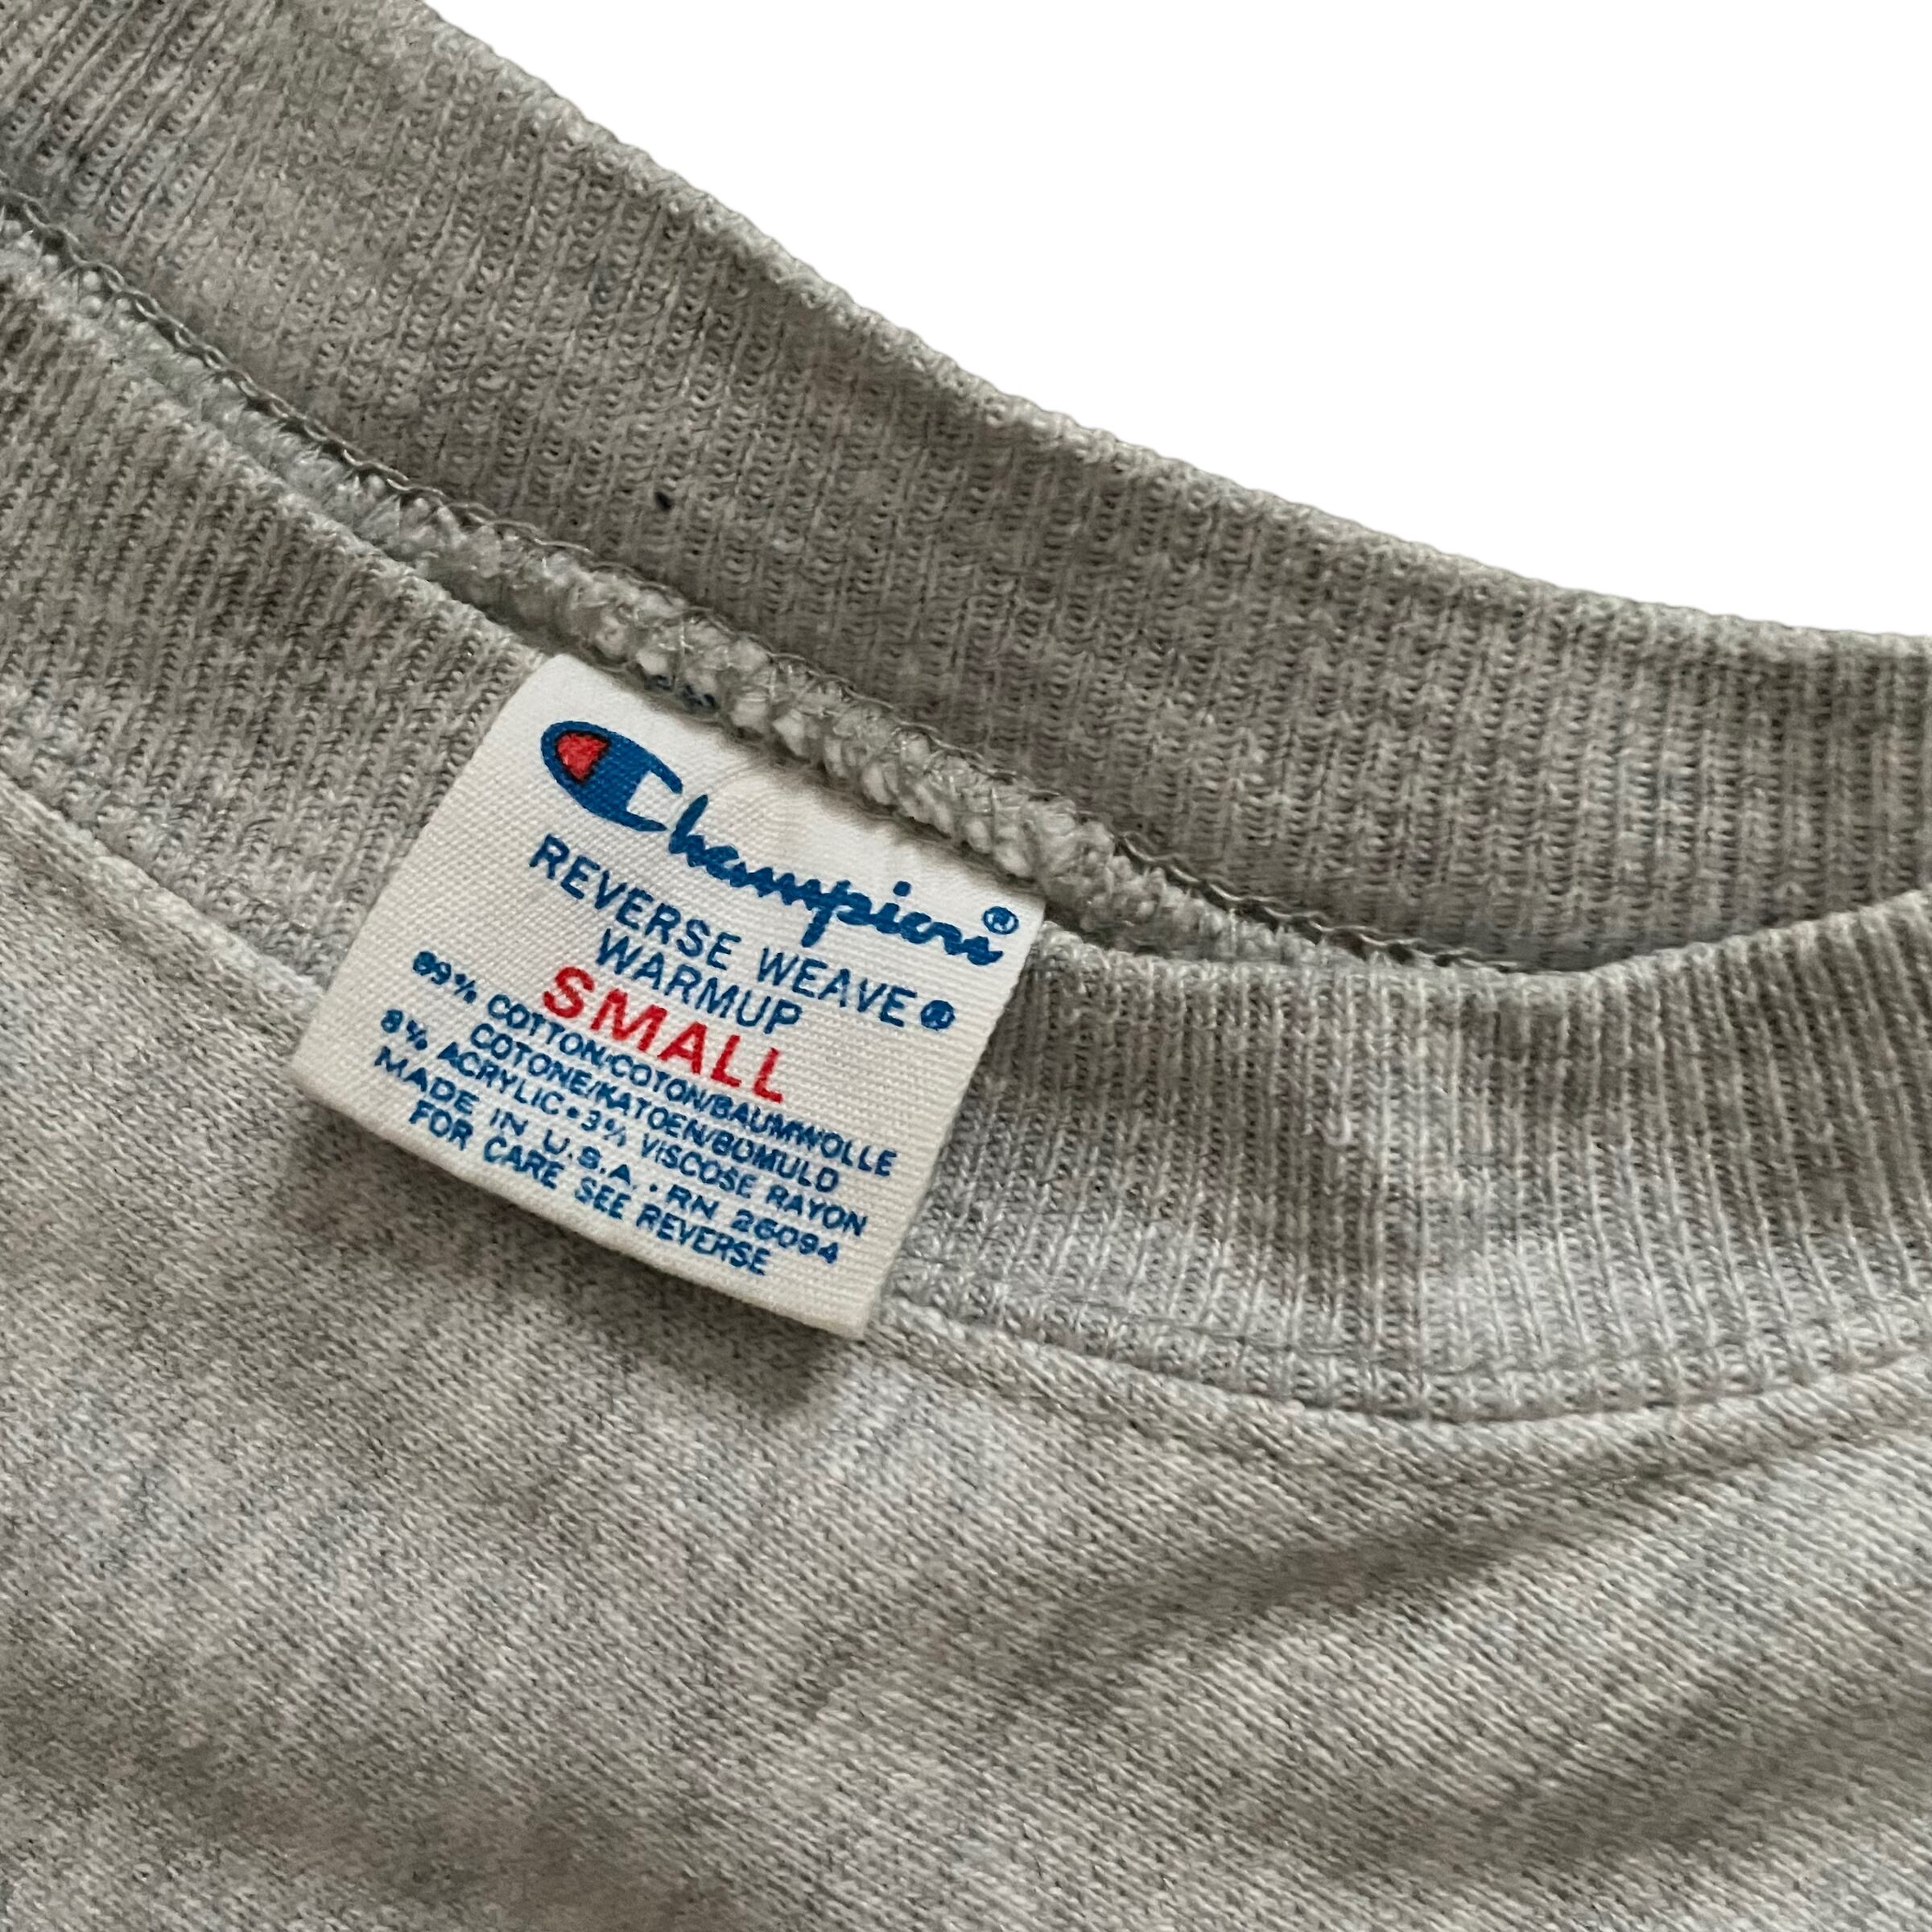 Champion®
REVERSE WEAVE®
WARMUP
SMALL
89% COTTON/COTON/BAUMWOLLE
COTONE/KATOEN/BOMULD
8% ACRYLIC • 3% VISCOSE RAYON
MADE IN U.S.A. • RN 26094
FOR CARE SEE REVERSE